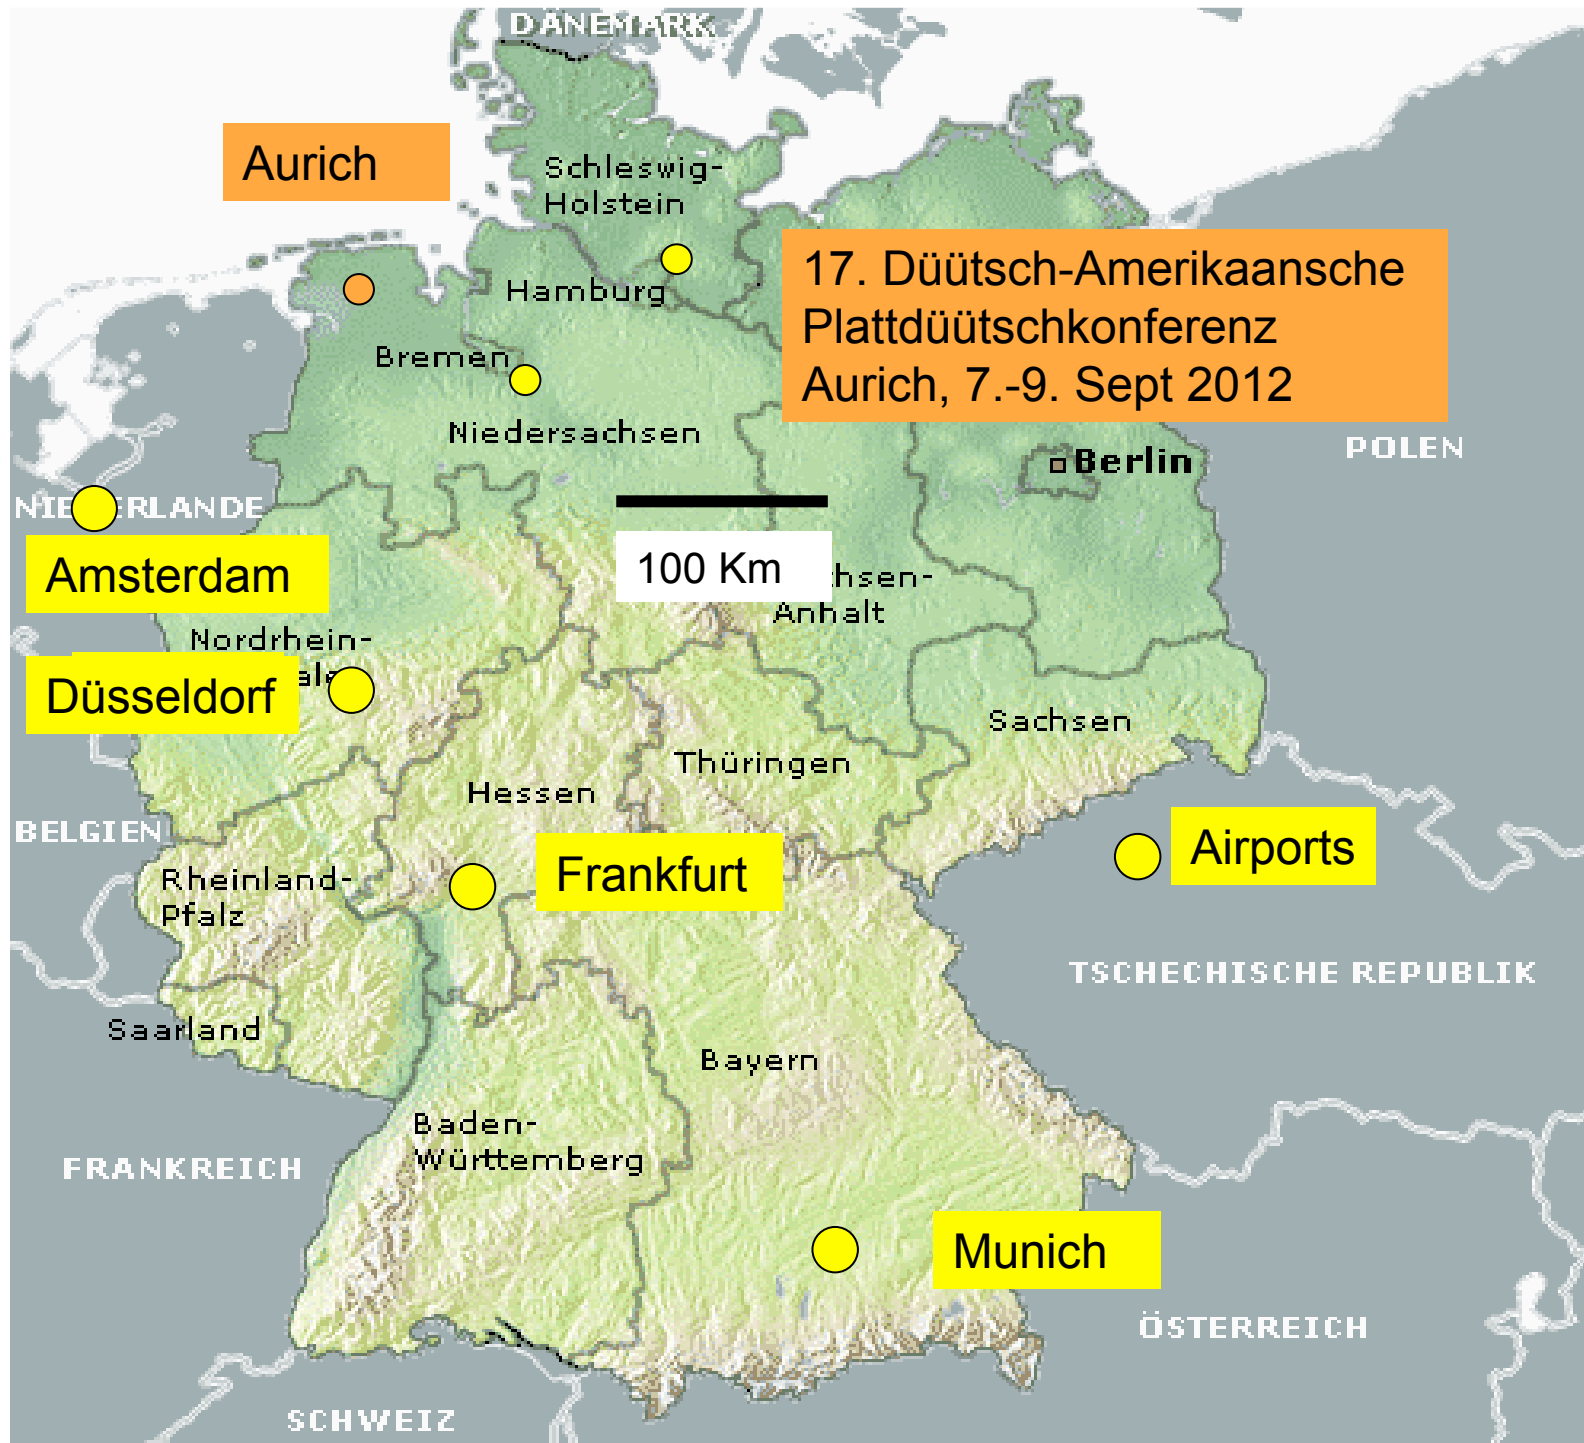 DÄNEMARK
Aurich
Schleswig-
Holstein
17. Düütsch-Amerikaansche
Plattdüütschkonferenz
Aurich, 7.-9. Sept 2012
Hamburg
Bremen
Niedersachsen
POLEN
Berlin
NIE ERLANDE
100 Km
Amsterdam
hsen-
Anhalt
Nordrhein-
ale
Düsseldorf
Sachsen
Thüringen
Hessen
BELGIEN
Airports
Frankfurt
Rheinland-
Pfalz
TSCHECHISCHE REPUBLIK
Saarland
Bayern
Baden-
Württemberg
FRANKREICH
Munich
ÖSTERREICH
SCHWEIZ